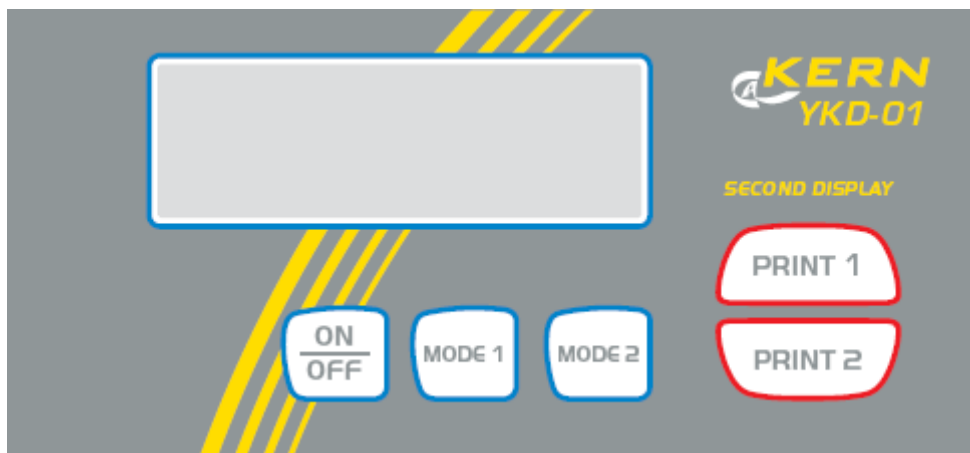 KERN
YKD-01
SECOND DISPLAY
PRINT 1
ON
OFF
MODE 1
MODE 2
PRINT 2